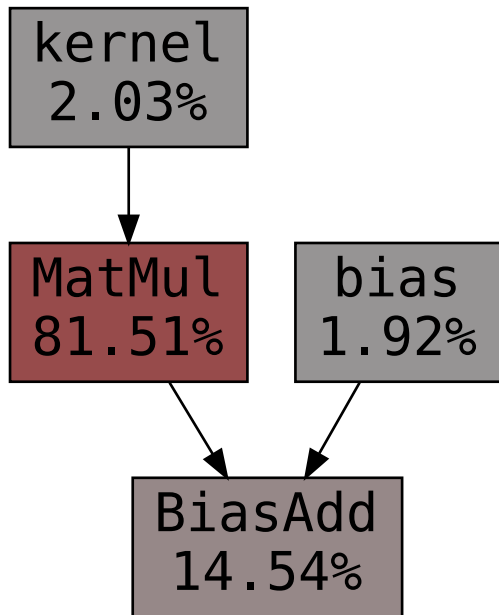 kernel
2.03%
MatMul
81.51%
bias
1.92%
BiasAdd
14.54%